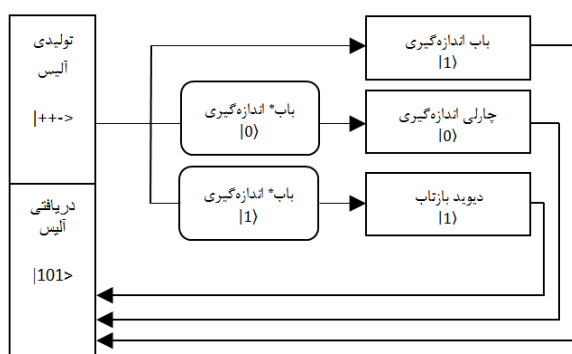 تولیدی
آلیس
|++->
دریافتی
آلیس
|101>
باب اندازه‌گیری
|1⟩
باب* اندازه‌گیری
|0⟩
چارلی اندازه‌گیری
|0⟩
باب* اندازه‌گیری
|1⟩
دیوید بازتاب
|1⟩